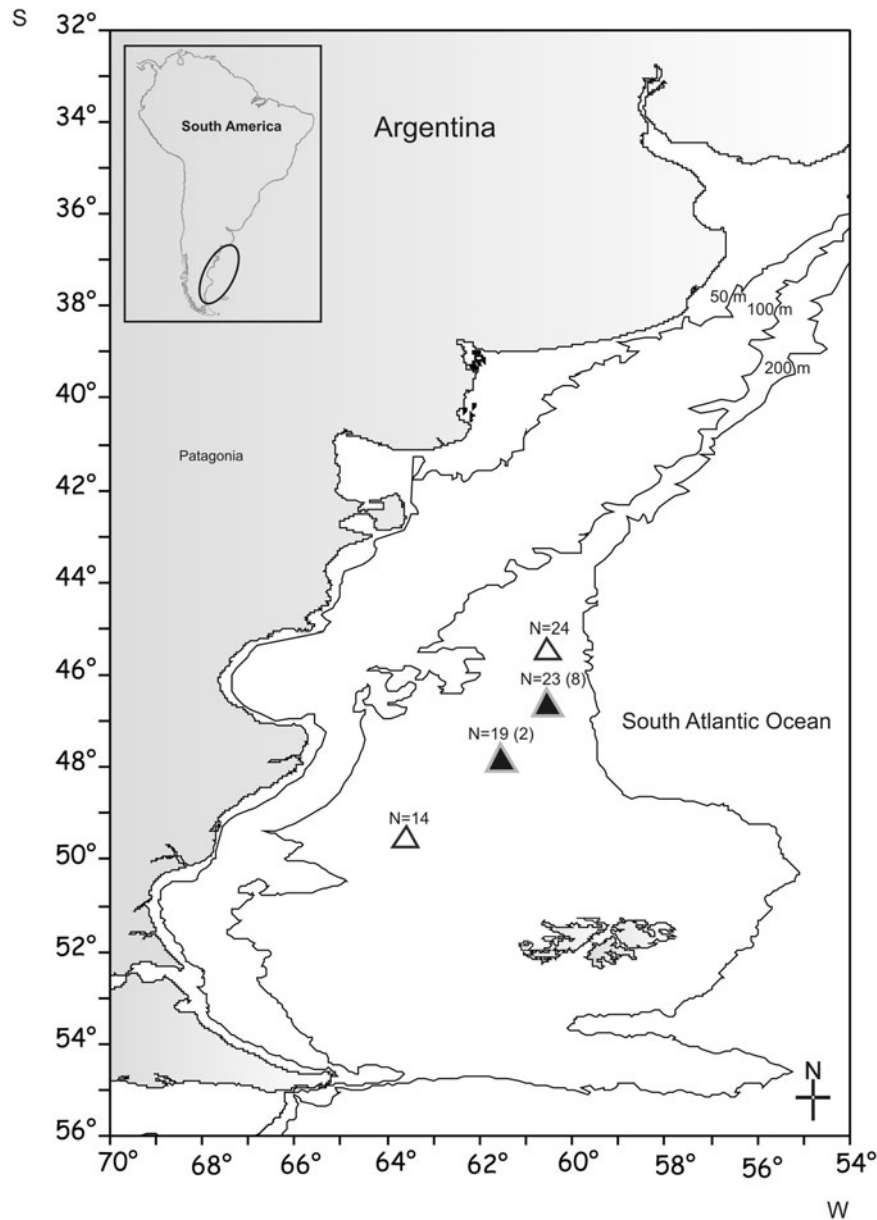 S
32°
34°
36°
38°
40°
42°
44°
46°
48°
50°
52°
54°
56°
South America
Argentina
Patagonia
50 m
100 m
200 m
N=24
N=23 (8)
N=19 (2)
N=14
South Atlantic Ocean
N
70° 68° 66° 64° 62° 60° 58° 56° 54°
W